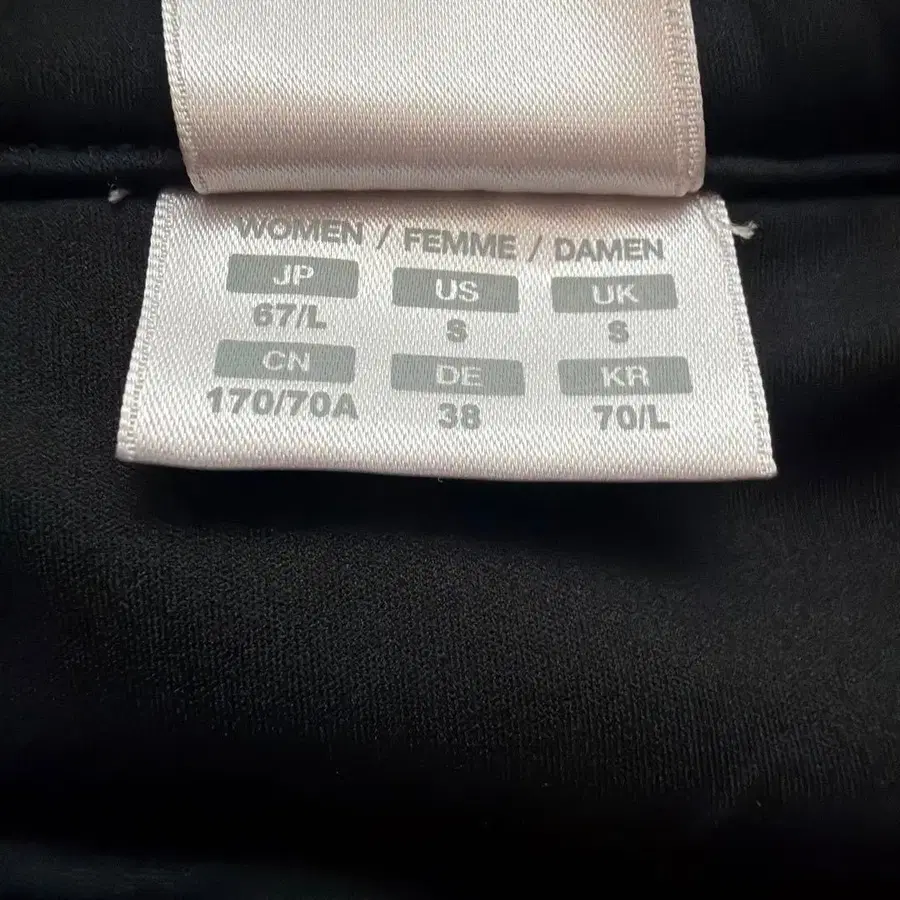 WOMEN / FEMME / DAMEN
JP US UK
67/L S S
CN DE KR
170/70A 38 70/L